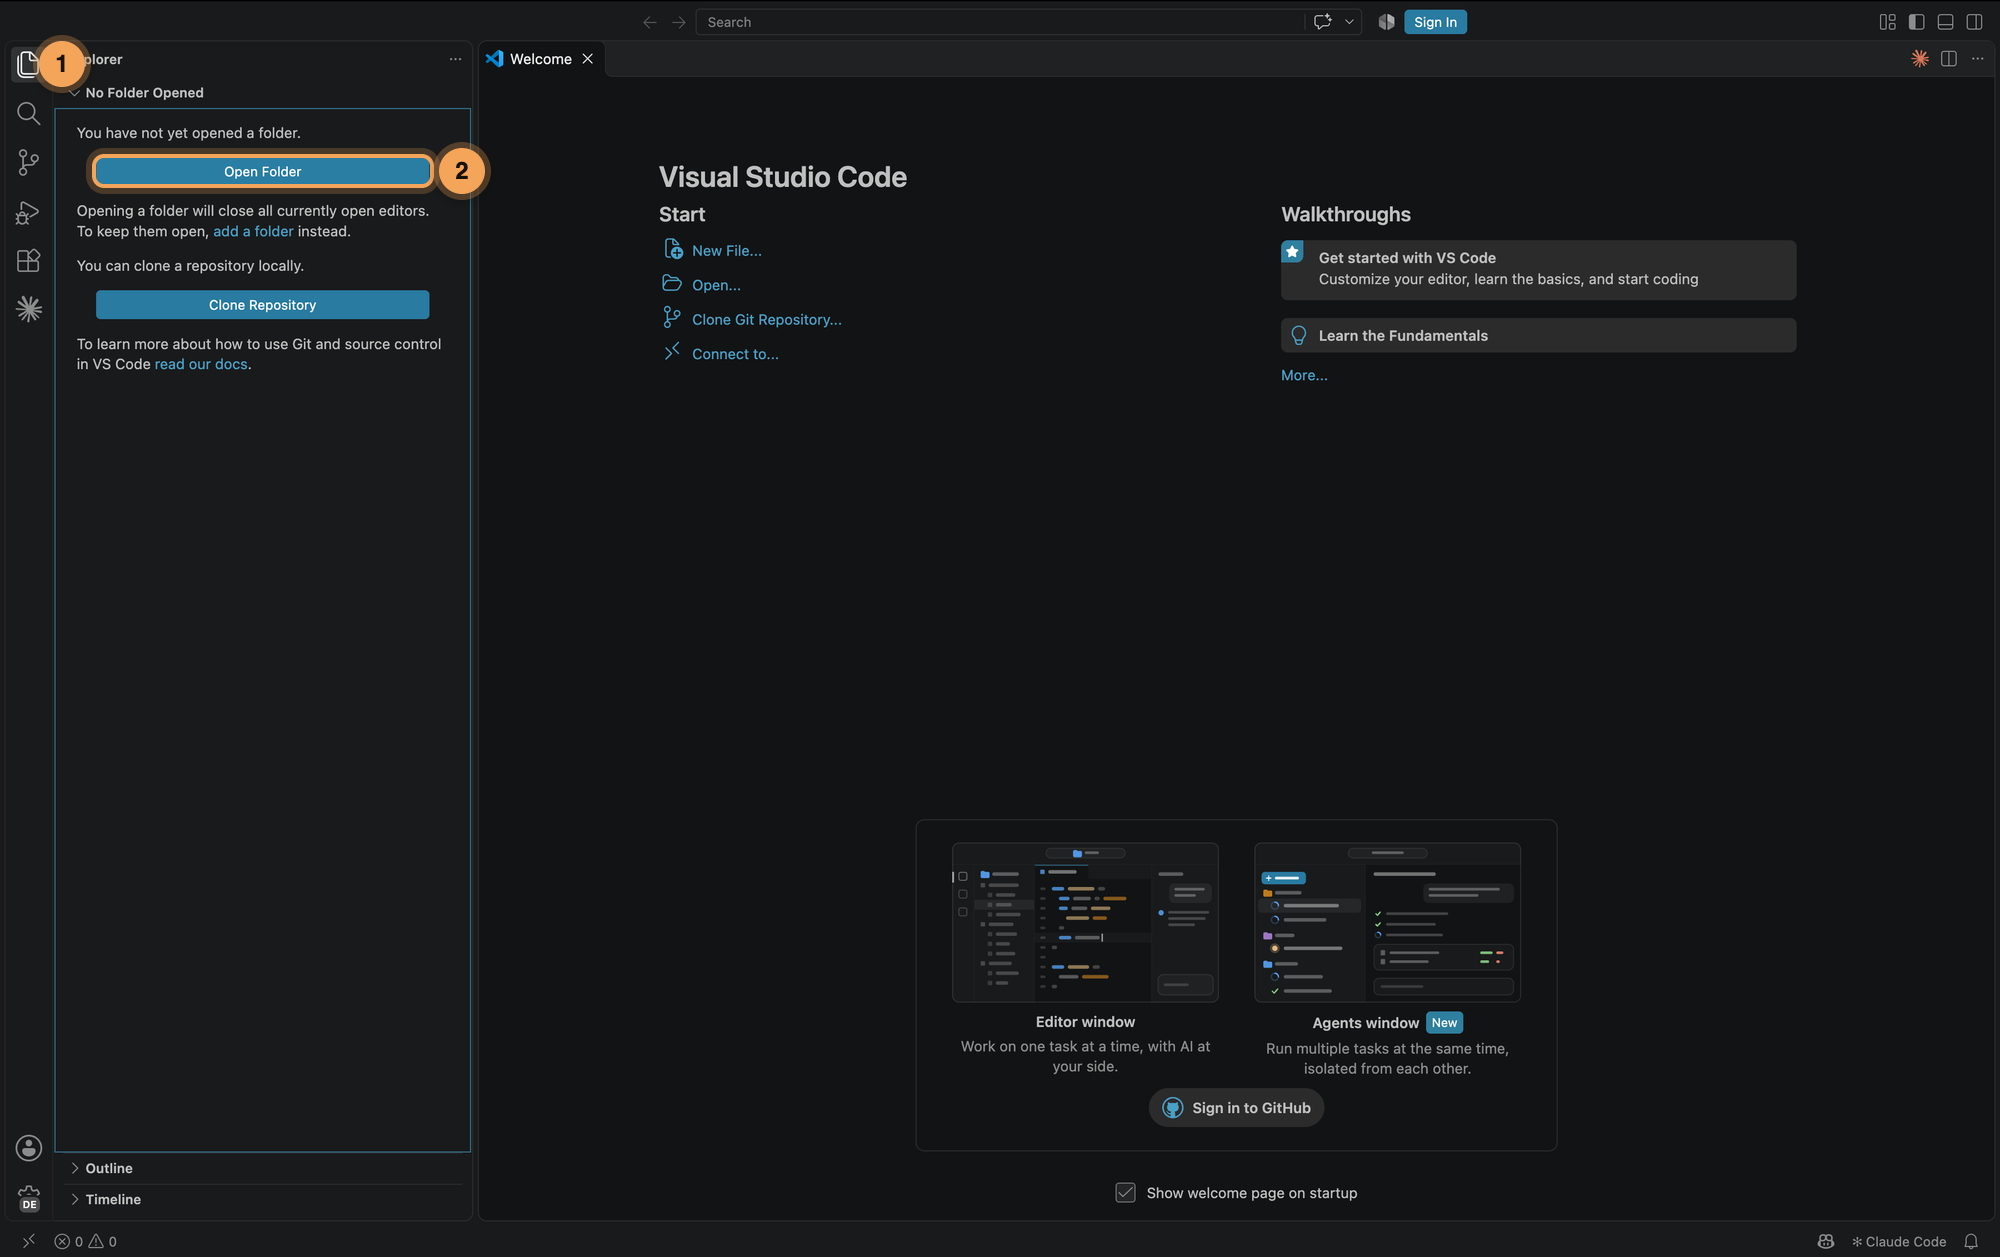 Search
Sign In
1
plorer
Welcome
No Folder Opened
You have not yet opened a folder.
Open Folder
2
Opening a folder will close all currently open editors.
To keep them open, add a folder instead.
You can clone a repository locally.
Clone Repository
To learn more about how to use Git and source control
in VS Code read our docs.
Visual Studio Code
Start
New File...
Open...
Clone Git Repository...
Connect to...
Walkthroughs
Get started with VS Code
Customize your editor, learn the basics, and start coding
Learn the Fundamentals
More...
Editor window
Work on one task at a time, with AI at
your side.
Agents window New
Run multiple tasks at the same time,
isolated from each other.
Sign in to GitHub
Show welcome page on startup
Outline
Timeline
DE
0 0
Claude Code